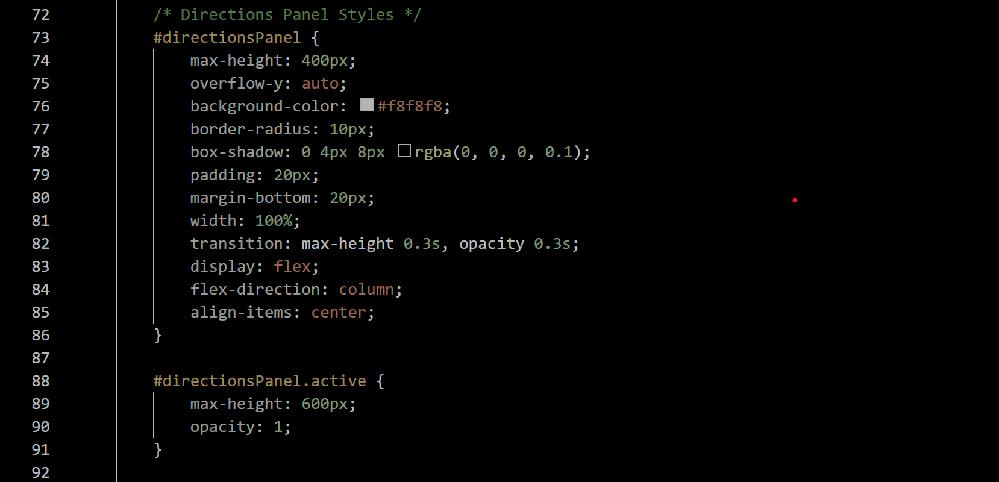 72 /* Directions Panel Styles */
73 #directionsPanel {
74 max-height: 400px;
75 overflow-y: auto;
76 background-color: #f8f8f8;
77 border-radius: 10px;
78 box-shadow: 0 4px 8px rgba(0, 0, 0, 0.1);
79 padding: 20px;
80 margin-bottom: 20px;
81 width: 100%;
82 transition: max-height 0.3s, opacity 0.3s;
83 display: flex;
84 flex-direction: column;
85 align-items: center;
86 }
87
88 #directionsPanel.active {
89 max-height: 600px;
90 opacity: 1;
91 }
92